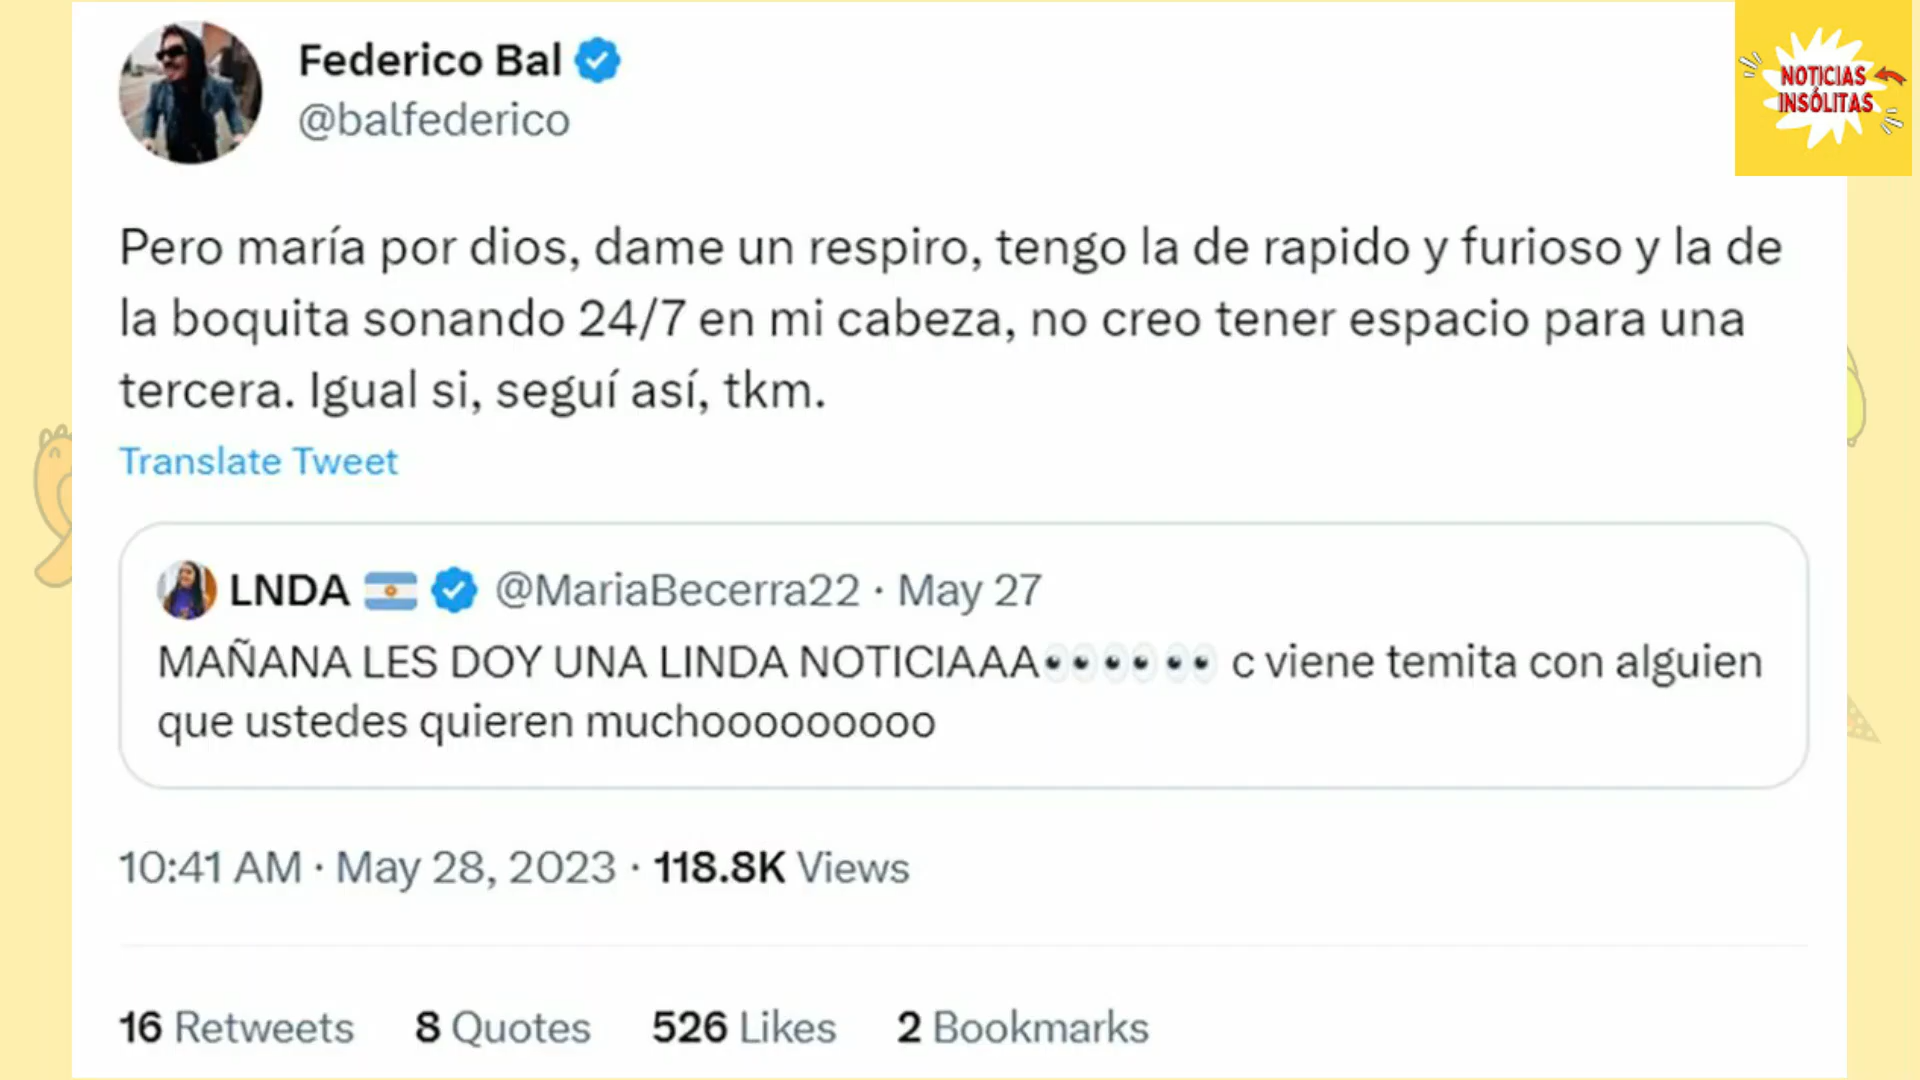 Federico Bal
@balfederico
NOTICIAS
INSÓLITAS
Pero maría por dios, dame un respiro, tengo la de rapido y furioso y la de
la boquita sonando 24/7 en mi cabeza, no creo tener espacio para una
tercera. Igual si, seguí así, tkm.
Translate Tweet
LNDA 🇦🇷 @MariaBecerra22 · May 27
MAÑANA LES DOY UNA LINDA NOTICIAAA👀👀👀 c viene temita con alguien
que ustedes quieren muchooooooooo
10:41 AM · May 28, 2023 · 118.8K Views
16 Retweets 8 Quotes 526 Likes 2 Bookmarks